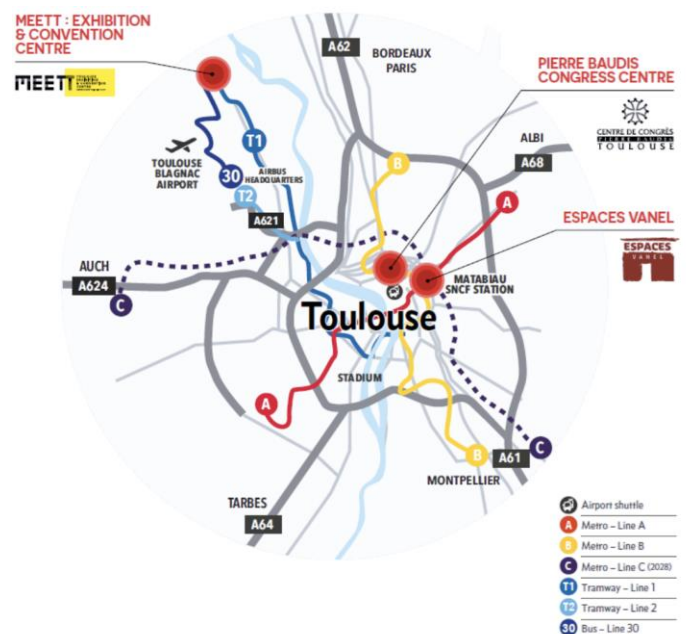 MEETT : EXHIBITION
& CONVENTION
CENTRE
MEETT
A62
BORDEAUX
PARIS
PIERRE BAUDIS
CONGRESS CENTRE
CENTRE DE CONGRÈS
PIERRE BAUDIS
TOULOUSE
T1
B
ALBI
A68
TOULOUSE
BLAGNAC
AIRPORT
30
AIRBUS
HEADQUARTERS
T2
A
A621
ESPACES VANEL
ESPACES
VANEL
AUCH
A624
C
MATABIAU
SNCF STATION
Toulouse
STADIUM
A
B
A61
C
MONTPELLIER
TARBES
A64
Airport shuttle
A Metro – Line A
B Metro – Line B
C Metro – Line C (2028)
T1 Tramway – Line 1
T2 Tramway – Line 2
30 Bus – Line 30